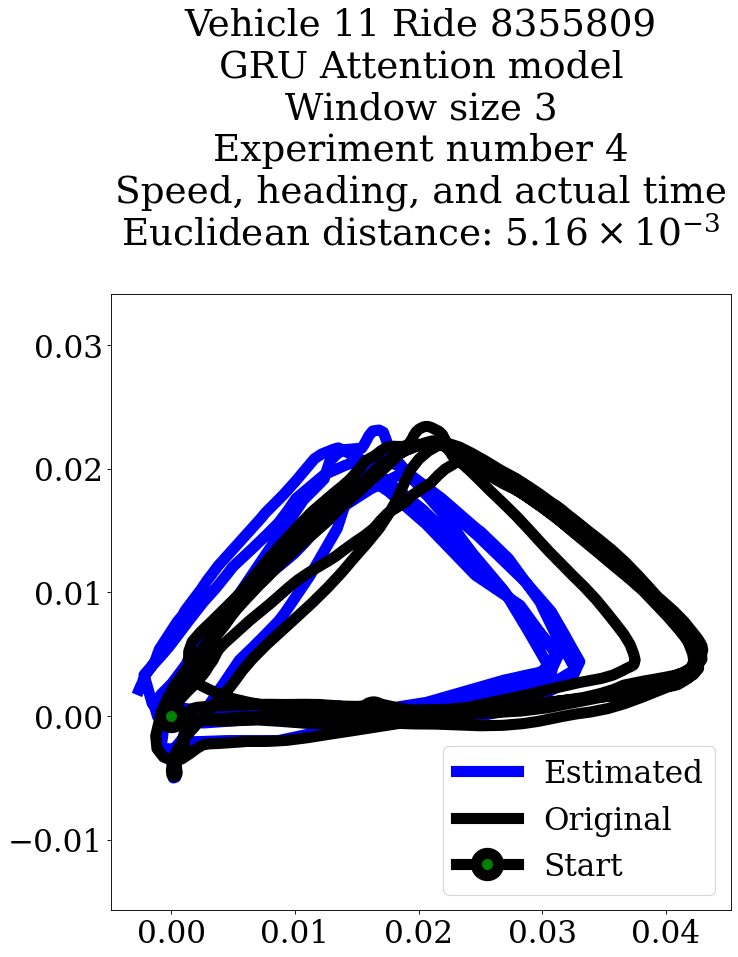 Vehicle 11 Ride 8355809
GRU Attention model
Window size 3
Experiment number 4
Speed, heading, and actual time
Euclidean distance: 5.16 × 10⁻³
0.03
0.02
0.01
0.00
−0.01
Estimated
Original
Start
0.00 0.01 0.02 0.03 0.04